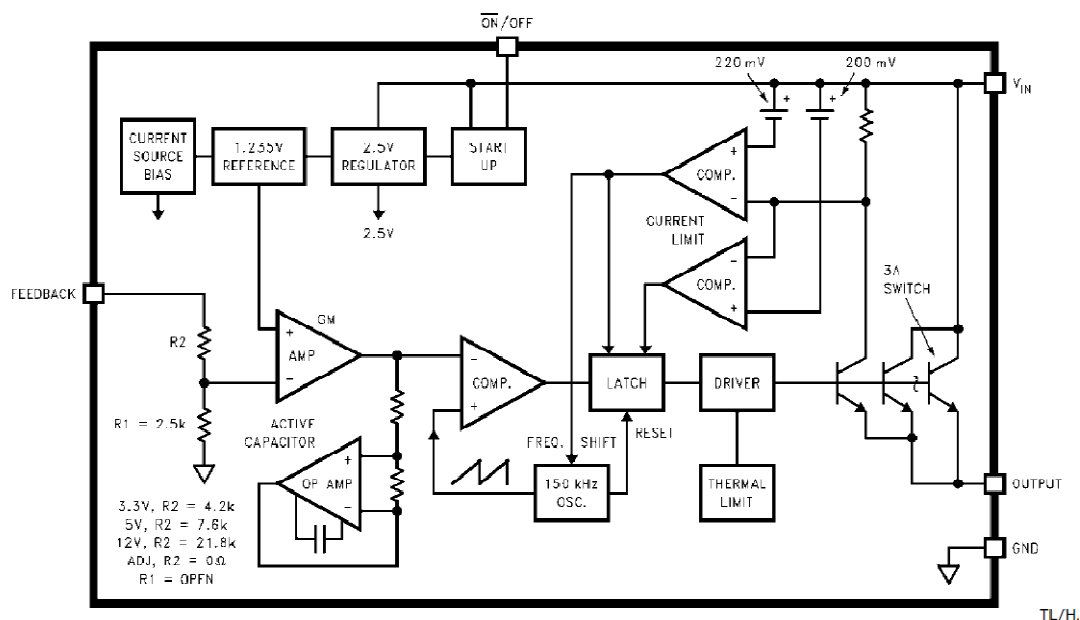 ON/OFF
220 mV
200 mV
VIN
CURRENT
SOURCE
BIAS
1.235V
REFERENCE
2.5V
REGULATOR
START
UP
+
COMP.
-
CURRENT
LIMIT
2.5V
-
COMP.
+
3A
SWITCH
FEEDBACK
R2
+
GM
AMP
-
-
COMP.
+
LATCH
DRIVER
R1 = 2.5k
ACTIVE
CAPACITOR
FREQ. SHIFT
RESET
+
OP AMP
-
150 kHz
OSC.
THERMAL
LIMIT
OUTPUT
3.3V, R2 = 4.2k
5V, R2 = 7.6k
12V, R2 = 21.8k
ADJ, R2 = 0Ω
R1 = OPEN
GND
TL/H.